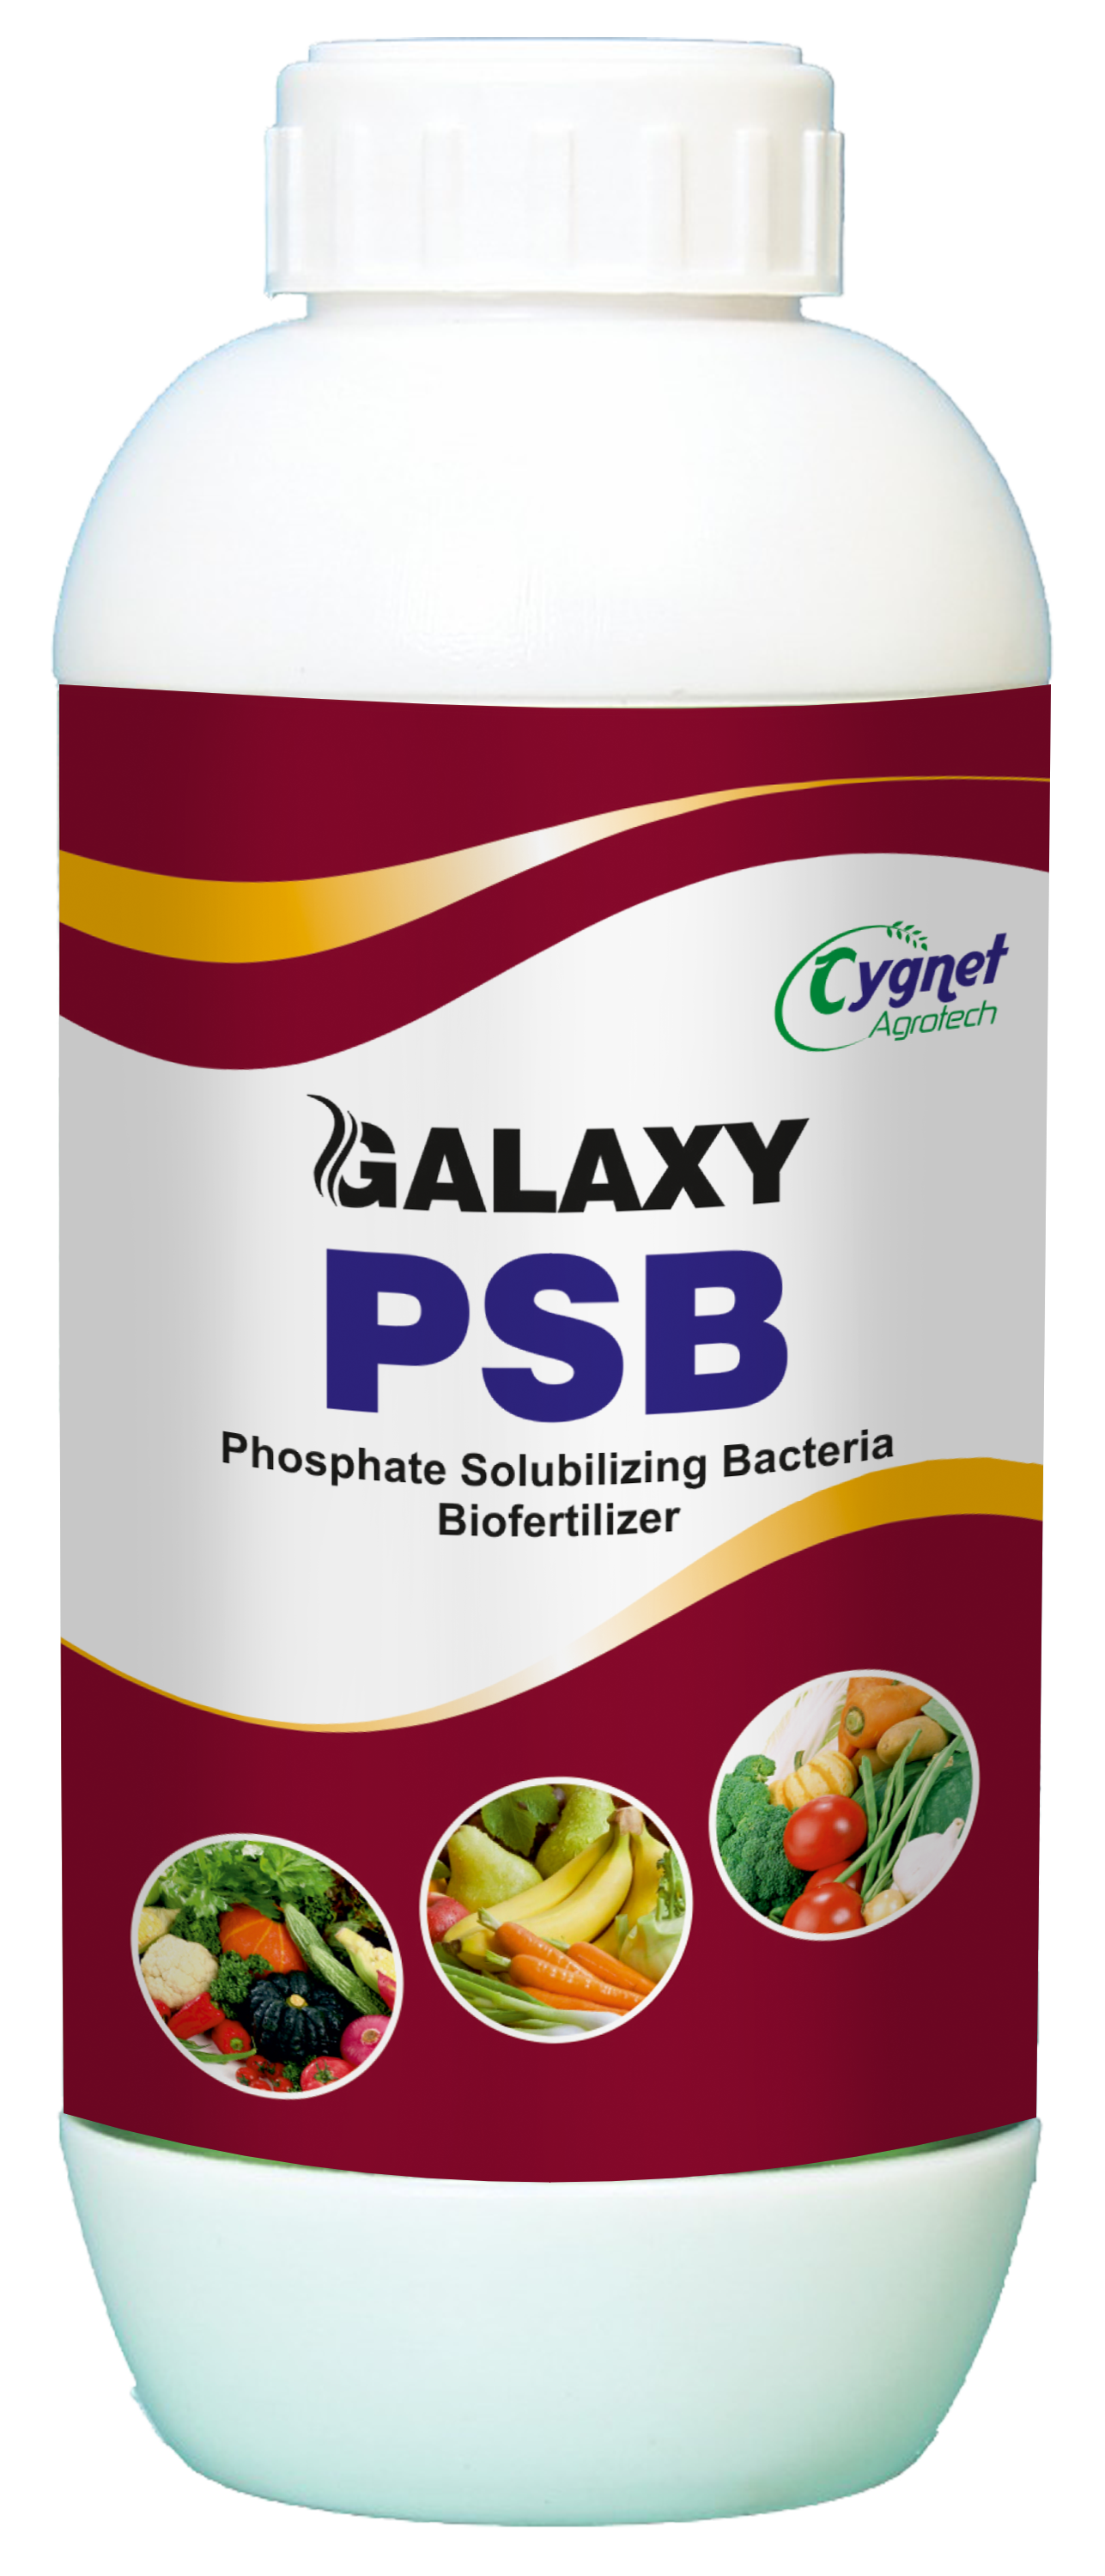 Cygnet
Agrotech
GALAXY
PSB
Phosphate Solubilizing Bacteria
Biofertilizer